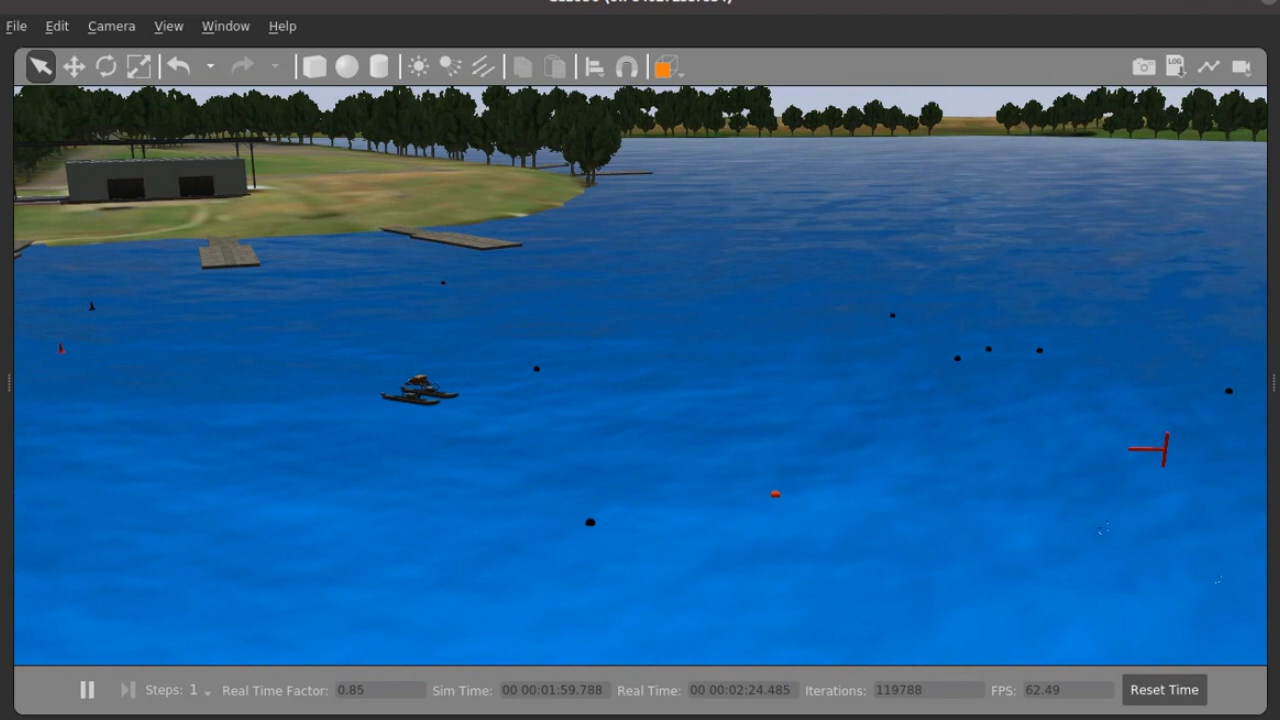 File Edit Camera View Window Help
LOG
Steps: 1 Real Time Factor: 0.85 Sim Time: 00 00:01:59.788 Real Time: 00 00:02:24.485 Iterations: 119788 FPS: 62.49 Reset Time